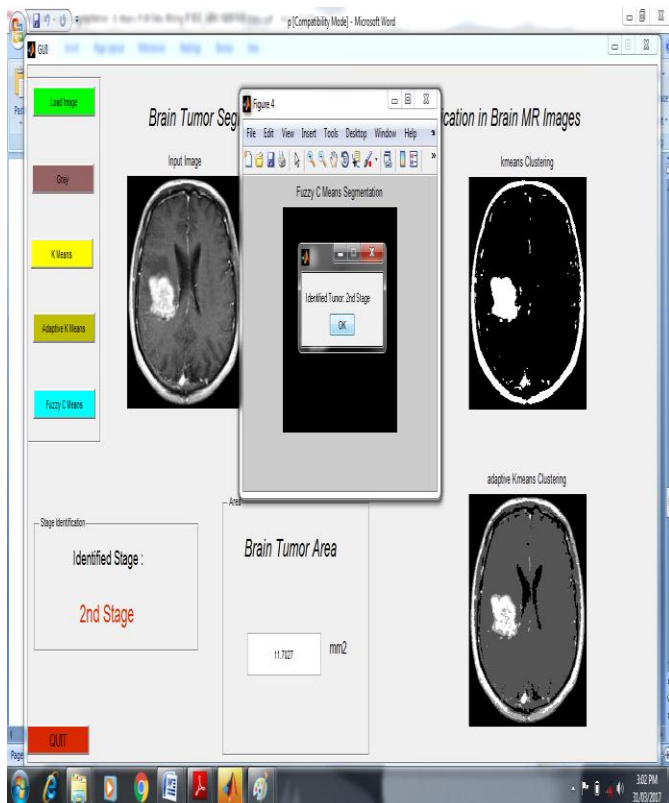 p [Compatibility Mode] - Microsoft Word
GUI
Load Image
Gray
K Means
Adaptive K Means
Fuzzy C Means
Brain Tumor Seg
ication in Brain MR Images
Input Image
kmeans Clustering
Figure 4
File Edit View Insert Tools Desktop Window Help
Fuzzy C Means Segmentation
Identified Tumor: 2nd Stage
OK
adaptive Kmeans Clustering
Stage Identification
Identified Stage :
2nd Stage
Area
Brain Tumor Area
11.7027
mm2
QUIT
Page
3:02 PM
31/03/2017